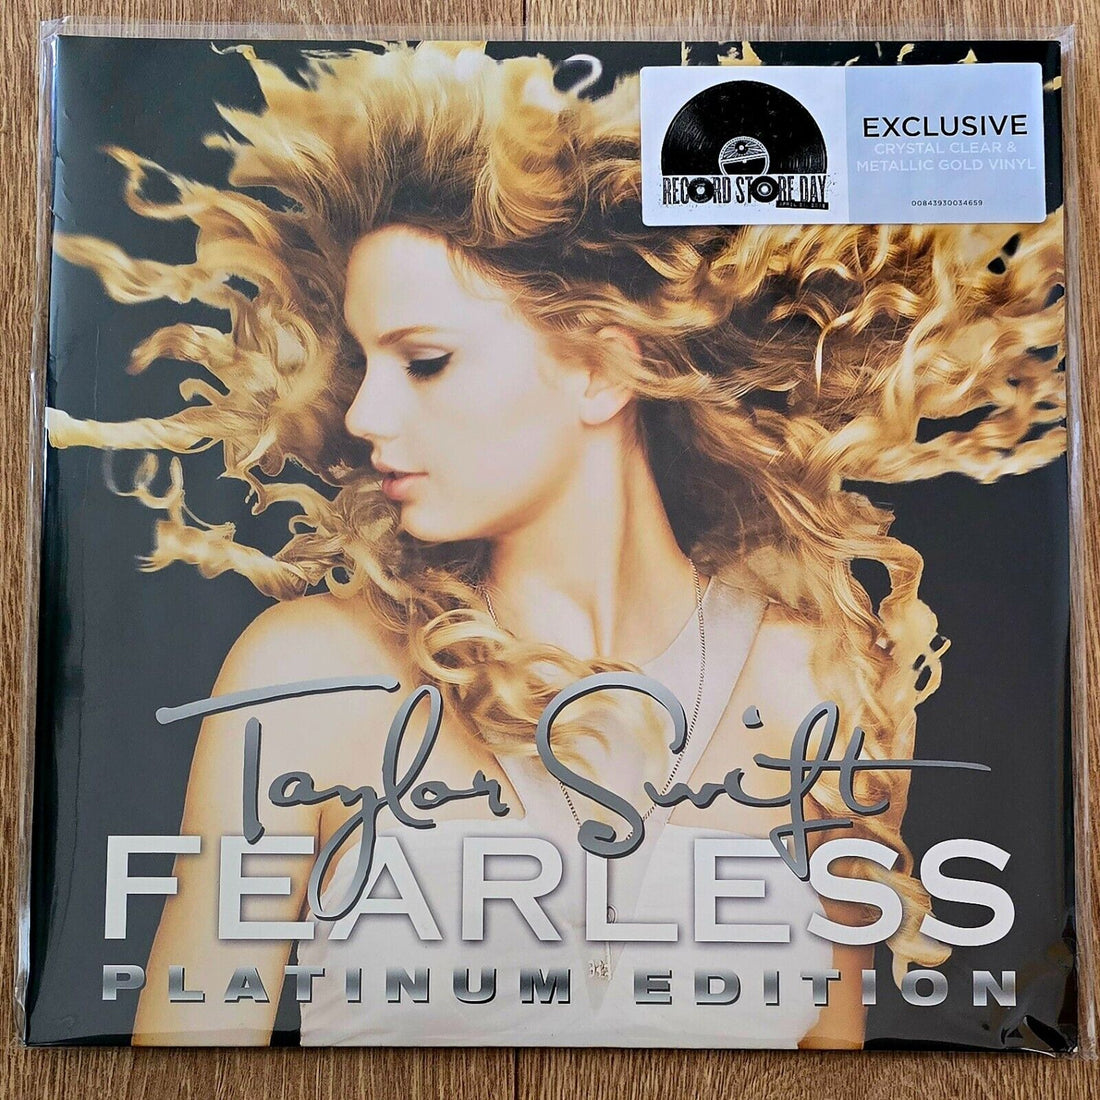 RECORD STORE DAY
EXCLUSIVE
CRYSTAL CLEAR &
METALLIC GOLD VINYL
00843930034659
Taylor Swift
FEARLESS
PLATINUM EDITION